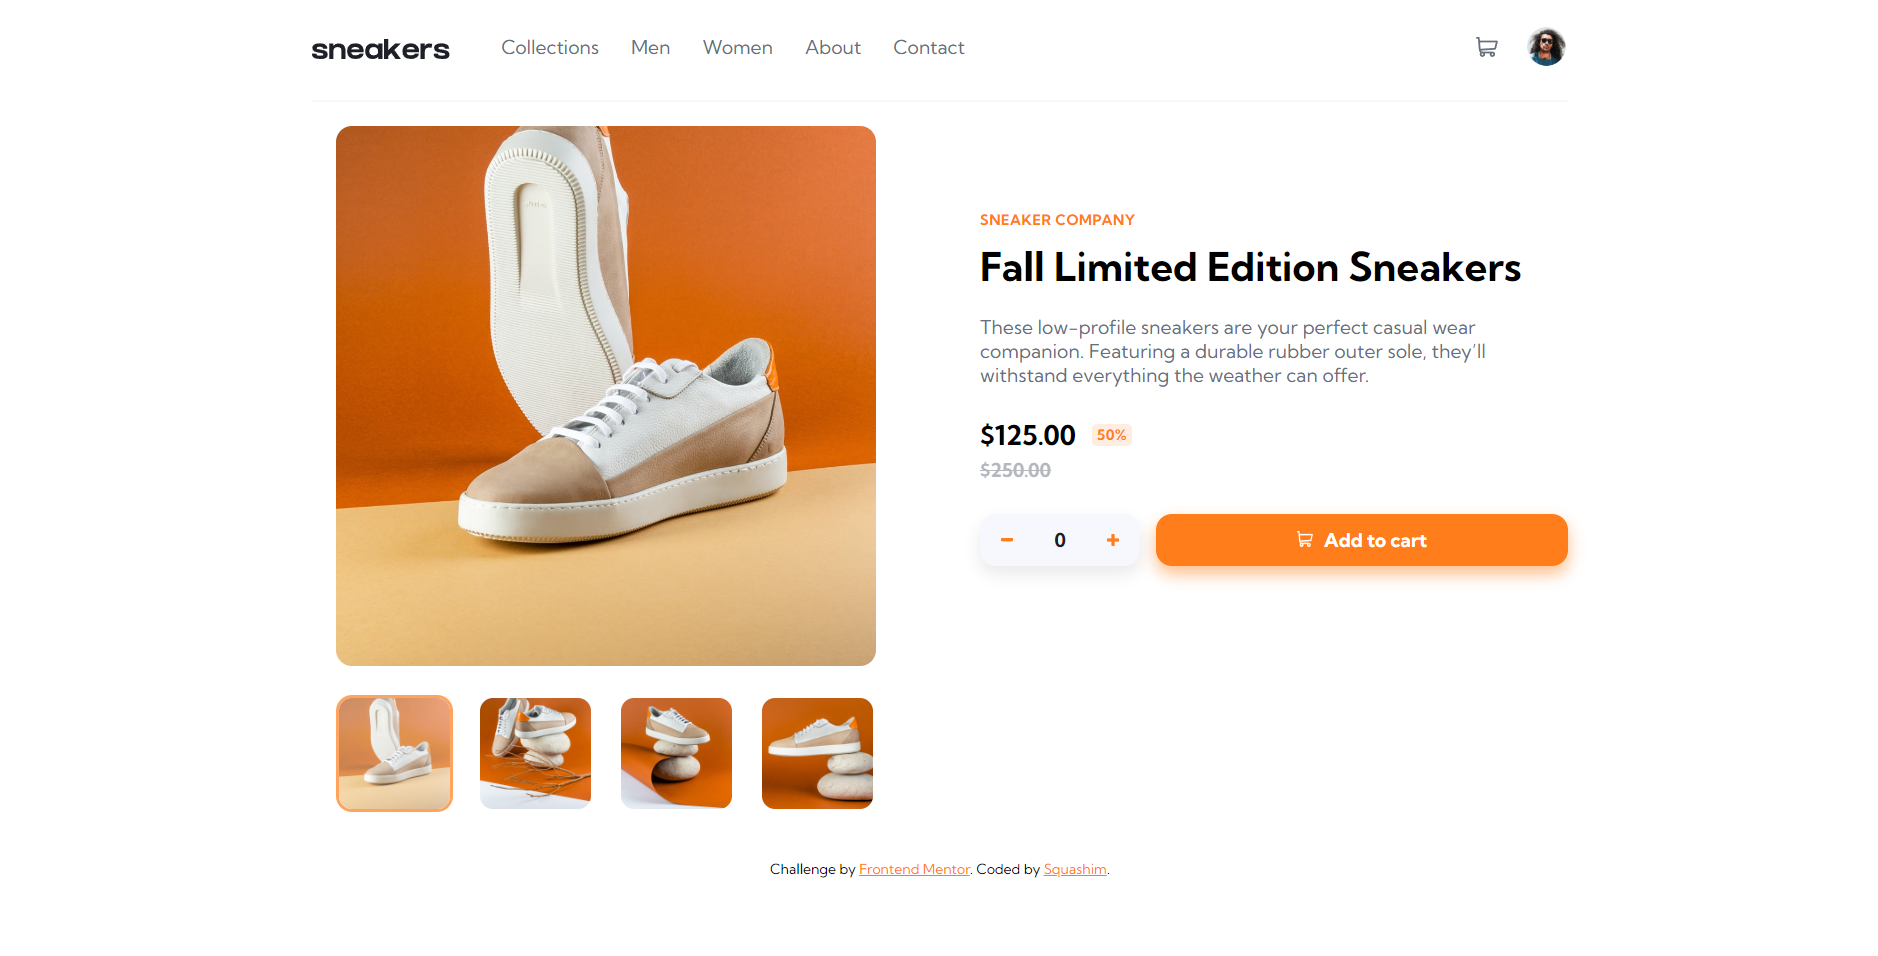 sneakers
Collections
Men
Women
About
Contact
SNEAKER COMPANY
Fall Limited Edition Sneakers
These low-profile sneakers are your perfect casual wear
companion. Featuring a durable rubber outer sole, they’ll
withstand everything the weather can offer.
$125.00 50%
$250.00
0
Add to cart
Challenge by Frontend Mentor. Coded by Squashim.